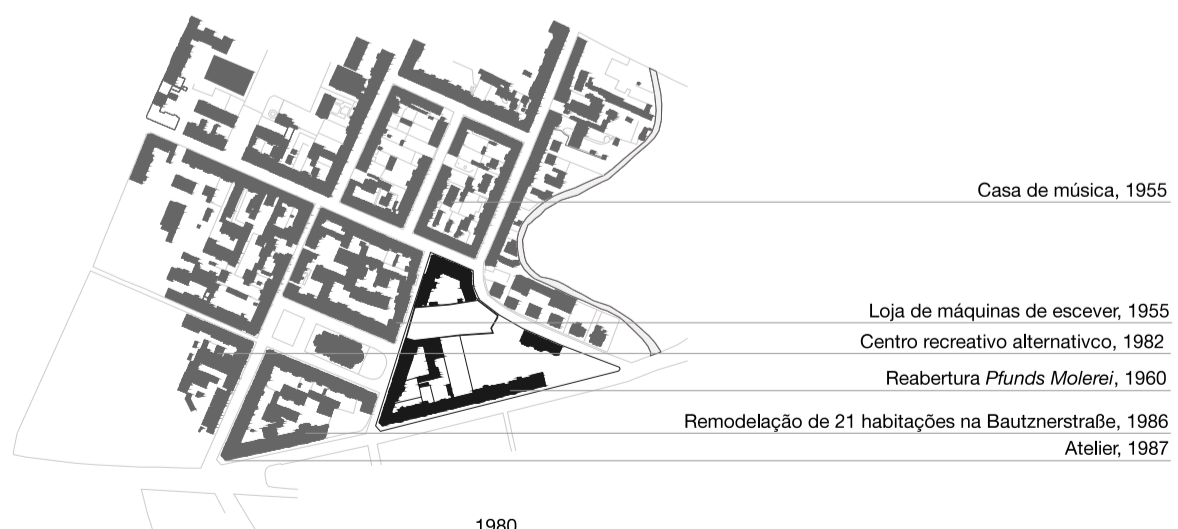 Casa de música, 1955
Loja de máquinas de escever, 1955
Centro recreativo alternativco, 1982
Reabertura Pfunds Molerei, 1960
Remodelação de 21 habitações na Bautznerstraße, 1986
Atelier, 1987
1980